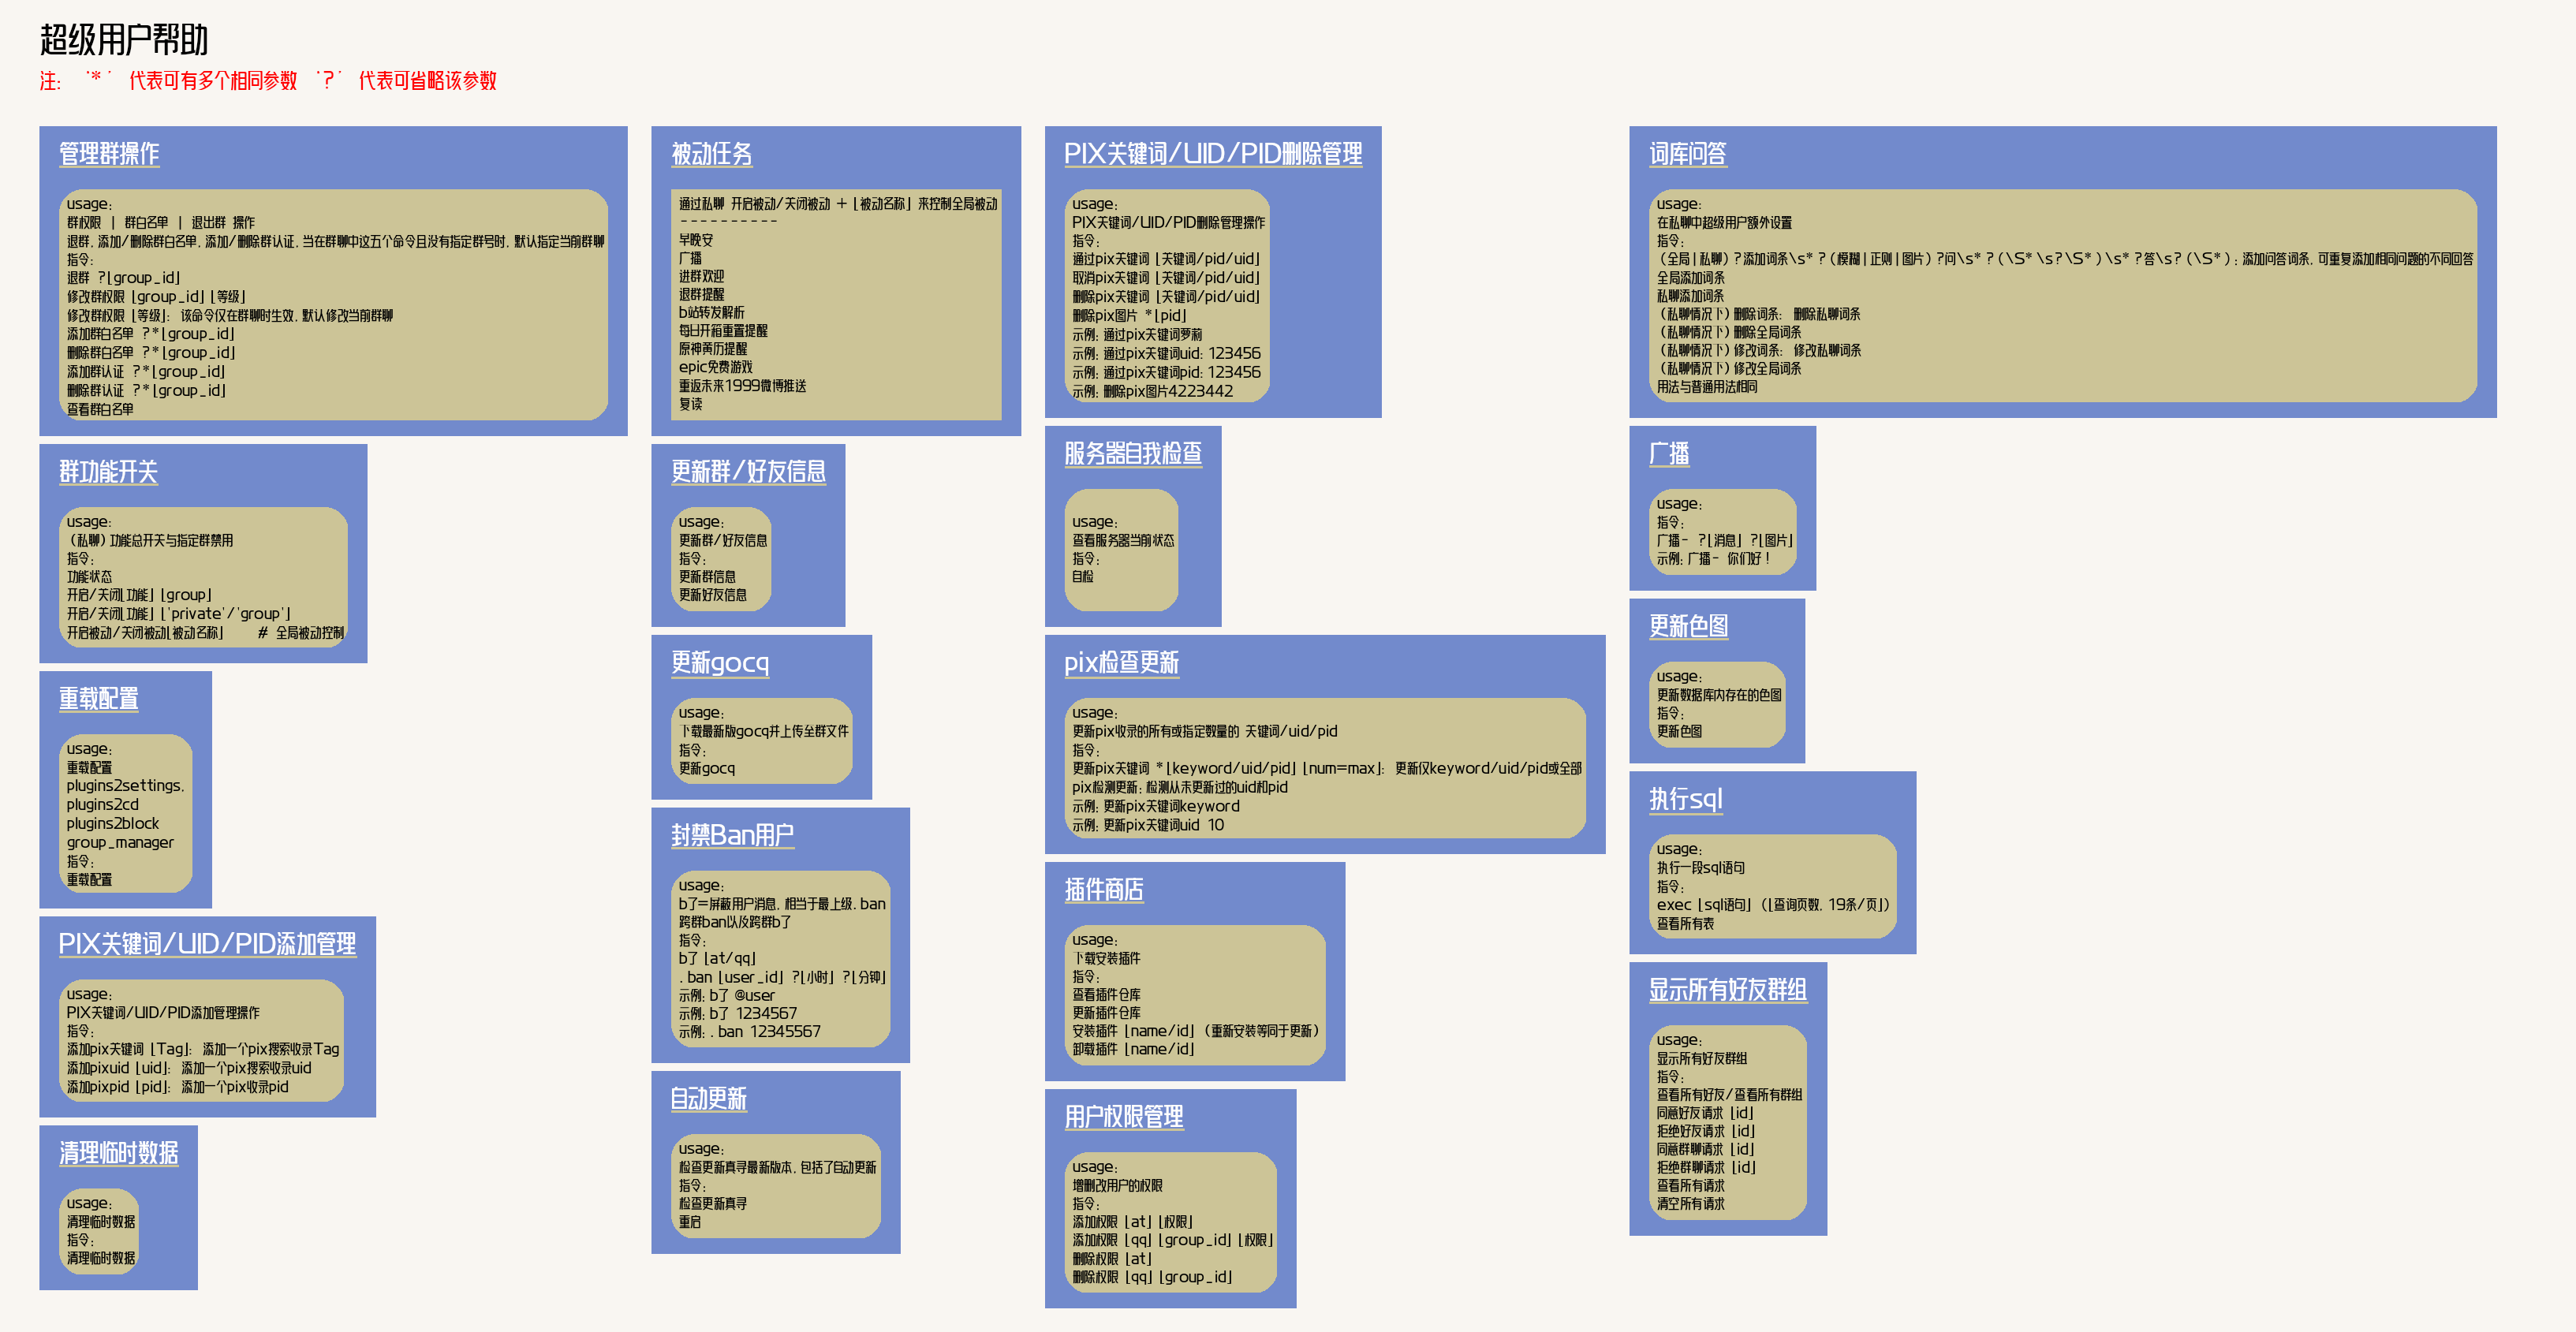 超级用户帮助
注: '*' 代表可有多个相同参数 '?' 代表可省略该参数
管理群操作
usage:
群权限 | 群白名单 | 退出群 操作
退群,添加/删除群白名单,添加/删除群认证,当在群聊中这五个命令且没有指定群号时,默认指定当前群聊
指令:
退群 ?[group_id]
修改群权限 [group_id] [等级]
修改群权限 [等级]: 该命令仅在群聊时生效,默认修改当前群聊
添加群白名单 ?*[group_id]
删除群白名单 ?*[group_id]
添加群认证 ?*[group_id]
删除群认证 ?*[group_id]
查看群白名单
群功能开关
usage:
(私聊)功能总开关与指定群禁用
指令:
功能状态
开启/关闭[功能] [group]
开启/关闭[功能] ['private'/'group']
开启被动/关闭被动[被动名称] # 全局被动控制
重载配置
usage:
重载配置
plugins2settings,
plugins2cd
plugins2block
group_manager
指令:
重载配置
PIX关键词/UID/PID添加管理
usage:
PIX关键词/UID/PID添加管理操作
指令:
添加pix关键词 [Tag]: 添加一个pix搜索收录Tag
添加pixuid [uid]: 添加一个pix搜索收录uid
添加pixpid [pid]: 添加一个pix收录pid
清理临时数据
usage:
清理临时数据
指令:
清理临时数据
被动任务
通过私聊 开启被动/关闭被动 + [被动名称] 来控制全局被动
----------
早晚安
广播
进群欢迎
退群提醒
b站转发解析
每日开箱重置提醒
原神黄历提醒
epic免费游戏
重返未来1999微博推送
复读
更新群/好友信息
usage:
更新群/好友信息
指令:
更新群信息
更新好友信息
更新gocq
usage:
下载最新版gocq并上传至群文件
指令:
更新gocq
封禁Ban用户
usage:
b了=屏蔽用户消息,相当于最上级.ban
跨群ban以及跨群b了
指令:
b了 [at/qq]
.ban [user_id] ?[小时] ?[分钟]
示例:b了 @user
示例:b了 1234567
示例:.ban 12345567
自动更新
usage:
检查更新真寻最新版本,包括了自动更新
指令:
检查更新真寻
重启
PIX关键词/UID/PID删除管理
usage:
PIX关键词/UID/PID删除管理操作
指令:
通过pix关键词 [关键词/pid/uid]
取消pix关键词 [关键词/pid/uid]
删除pix关键词 [关键词/pid/uid]
删除pix图片 *[pid]
示例:通过pix关键词萝莉
示例:通过pix关键词uid:123456
示例:通过pix关键词pid:123456
示例:删除pix图片4223442
服务器自我检查
usage:
查看服务器当前状态
指令:
自检
pix检查更新
usage:
更新pix收录的所有或指定数量的 关键词/uid/pid
指令:
更新pix关键词 *[keyword/uid/pid] [num=max]: 更新仅keyword/uid/pid或全部
pix检测更新:检测从未更新过的uid和pid
示例:更新pix关键词keyword
示例:更新pix关键词uid 10
插件商店
usage:
下载安装插件
指令:
查看插件仓库
更新插件仓库
安装插件 [name/id] (重新安装等同于更新)
卸载插件 [name/id]
用户权限管理
usage:
增删改用户的权限
指令:
添加权限 [at] [权限]
添加权限 [qq] [group_id] [权限]
删除权限 [at]
删除权限 [qq] [group_id]
词库问答
usage:
在私聊中超级用户额外设置
指令:
(全局|私聊)?添加词条\s*?(模糊|正则|图片)?问\s*?(\S*\s?\S*)\s*?答\s?(\S*):添加问答词条,可重复添加相同问题的不同回答
全局添加词条
私聊添加词条
(私聊情况下)删除词条: 删除私聊词条
(私聊情况下)删除全局词条
(私聊情况下)修改词条: 修改私聊词条
(私聊情况下)修改全局词条
用法与普通用法相同
广播
usage:
指令:
广播- ?[消息] ?[图片]
示例:广播- 你们好!
更新色图
usage:
更新数据库内存在的色图
指令:
更新色图
执行sql
usage:
执行一段sql语句
指令:
exec [sql语句] ([查询页数,19条/页])
查看所有表
显示所有好友群组
usage:
显示所有好友群组
指令:
查看所有好友/查看所有群组
同意好友请求 [id]
拒绝好友请求 [id]
同意群聊请求 [id]
拒绝群聊请求 [id]
查看所有请求
清空所有请求